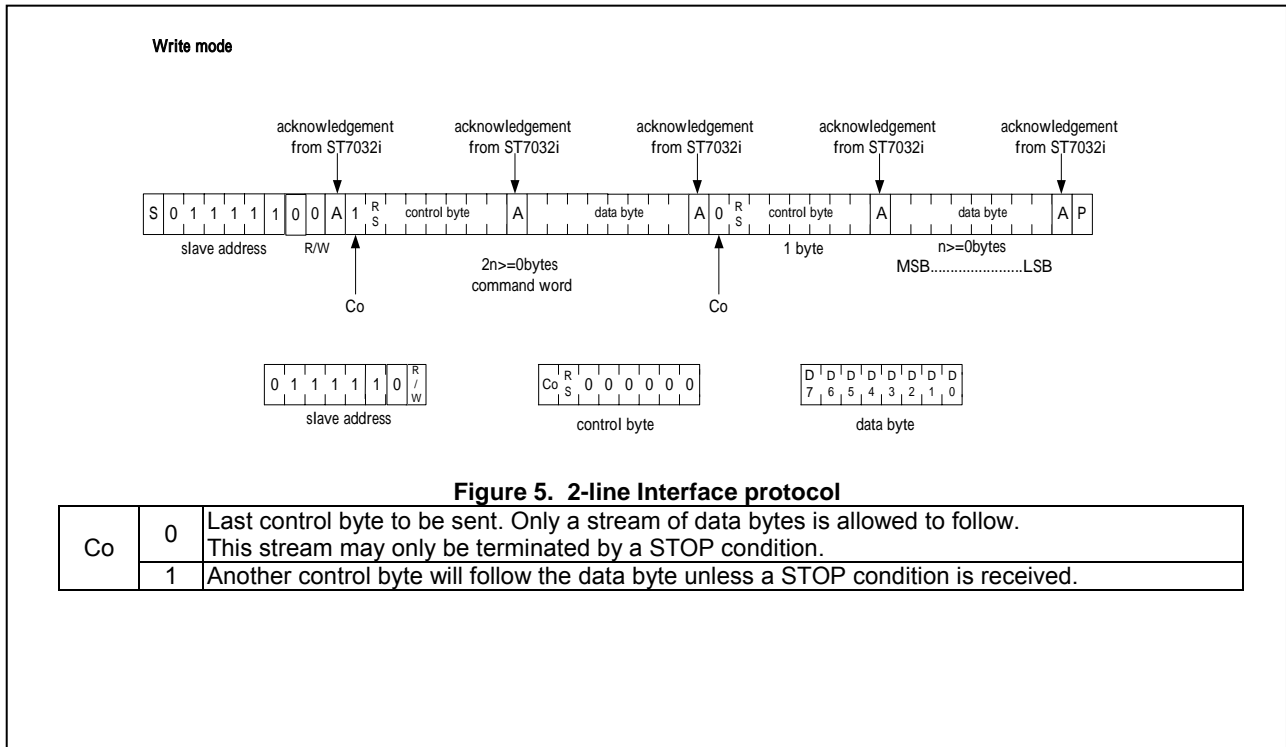 Write mode
acknowledgement acknowledgement acknowledgement acknowledgement acknowledgement
from ST7032i from ST7032i from ST7032i from ST7032i from ST7032i
S 0 1 1 1 1 1 0 0 A 1 RS control byte A data byte A 0 RS control byte A data byte A P
slave address R/W 1 byte n>=0bytes
2n>=0bytes MSB.......................LSB
command word
Co Co
0 1 1 1 1 1 0 R/W Co RS 0 0 0 0 0 0 D7 D6 D5 D4 D3 D2 D1 D0
slave address control byte data byte
Figure 5. 2-line Interface protocol
Co 0 Last control byte to be sent. Only a stream of data bytes is allowed to follow.
This stream may only be terminated by a STOP condition.
1 Another control byte will follow the data byte unless a STOP condition is received.